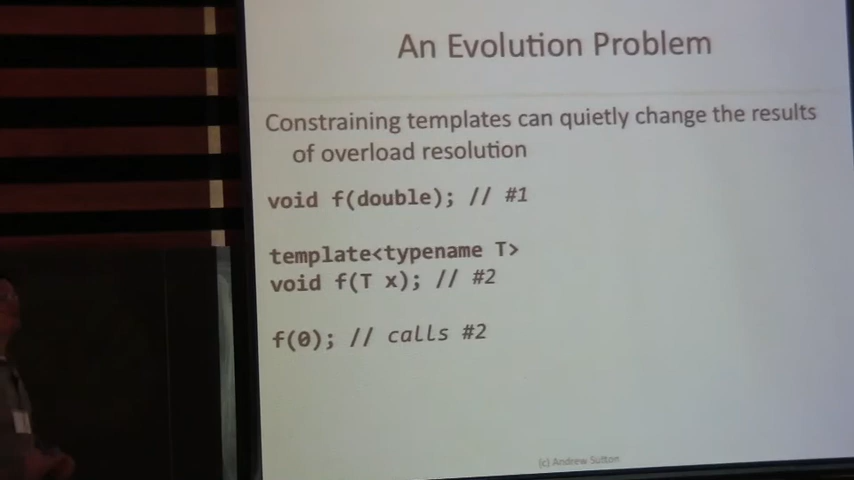 An Evolution Problem
Constraining templates can quietly change the results
of overload resolution
void f(double); // #1
template<typename T>
void f(T x); // #2
f(0); // calls #2
(c) Andrew Sutton